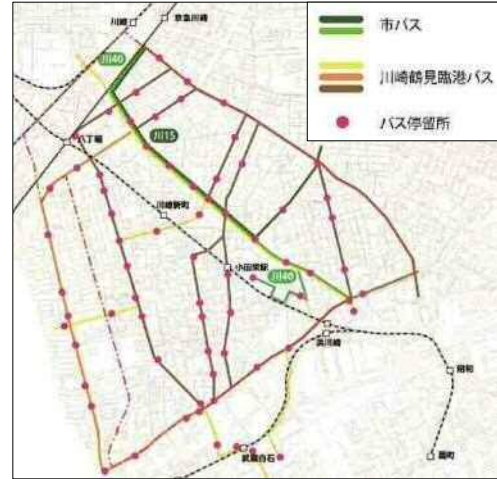 川崎
京急川崎
市バス
川崎鶴見臨港バス
バス停留所
川40
川15
八丁畷
川崎新町
小田栄駅
川40
浜川崎
昭和
扇町
武蔵白石